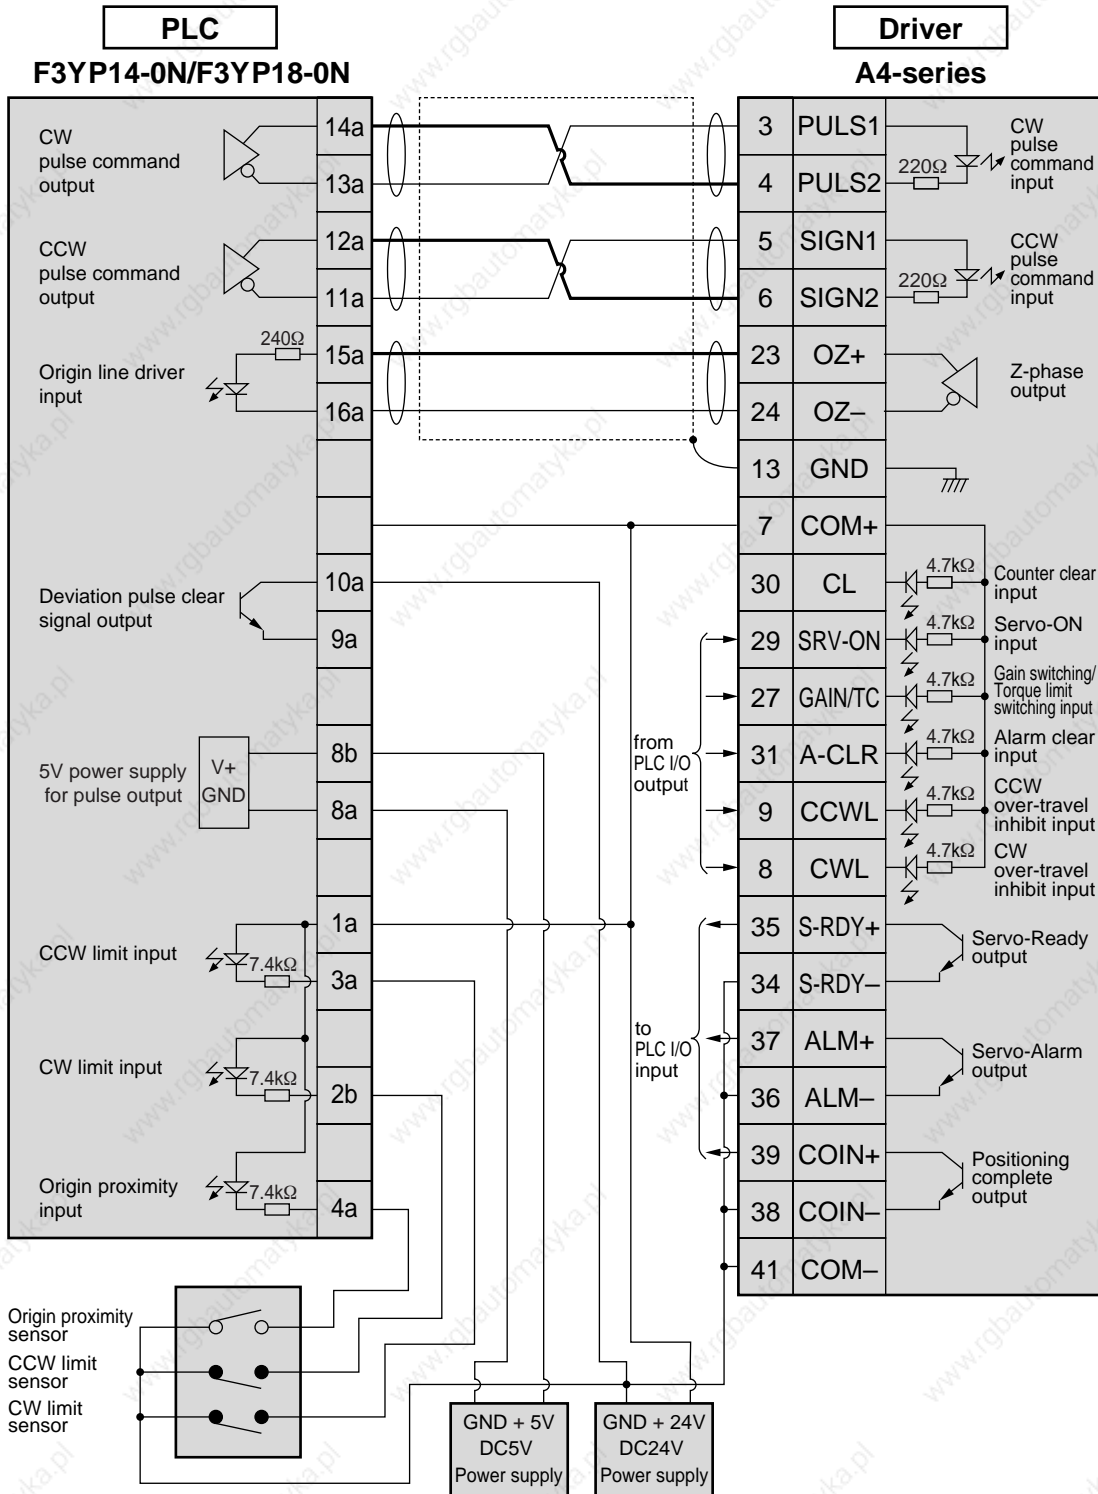 PLC
F3YP14-0N/F3YP18-0N
CW
pulse command
output
14a
13a
CCW
pulse command
output
12a
11a
Origin line driver
input
240Ω
15a
16a
Deviation pulse clear
signal output
10a
9a
5V power supply
for pulse output
V+
GND
8b
8a
CCW limit input
7.4kΩ
1a
3a
CW limit input
7.4kΩ
2b
Origin proximity
input
7.4kΩ
4a
Origin proximity
sensor
CCW limit
sensor
CW limit
sensor
GND + 5V
DC5V
Power supply
GND + 24V
DC24V
Power supply
from
PLC I/O
output
to
PLC I/O
input
Driver
A4-series
3 PULS1
4 PULS2
220Ω
CW
pulse
command
input
5 SIGN1
6 SIGN2
220Ω
CCW
pulse
command
input
23 OZ+
24 OZ–
Z-phase
output
13 GND
7 COM+
30 CL
4.7kΩ
Counter clear
input
29 SRV-ON
4.7kΩ
Servo-ON
input
27 GAIN/TC
4.7kΩ
Gain switching/
Torque limit
switching input
31 A-CLR
4.7kΩ
Alarm clear
input
9 CCWL
4.7kΩ
CCW
over-travel
inhibit input
8 CWL
4.7kΩ
CW
over-travel
inhibit input
35 S-RDY+
34 S-RDY–
Servo-Ready
output
37 ALM+
36 ALM–
Servo-Alarm
output
39 COIN+
38 COIN–
Positioning
complete
output
41 COM–
www.rgbautomatyka.pl